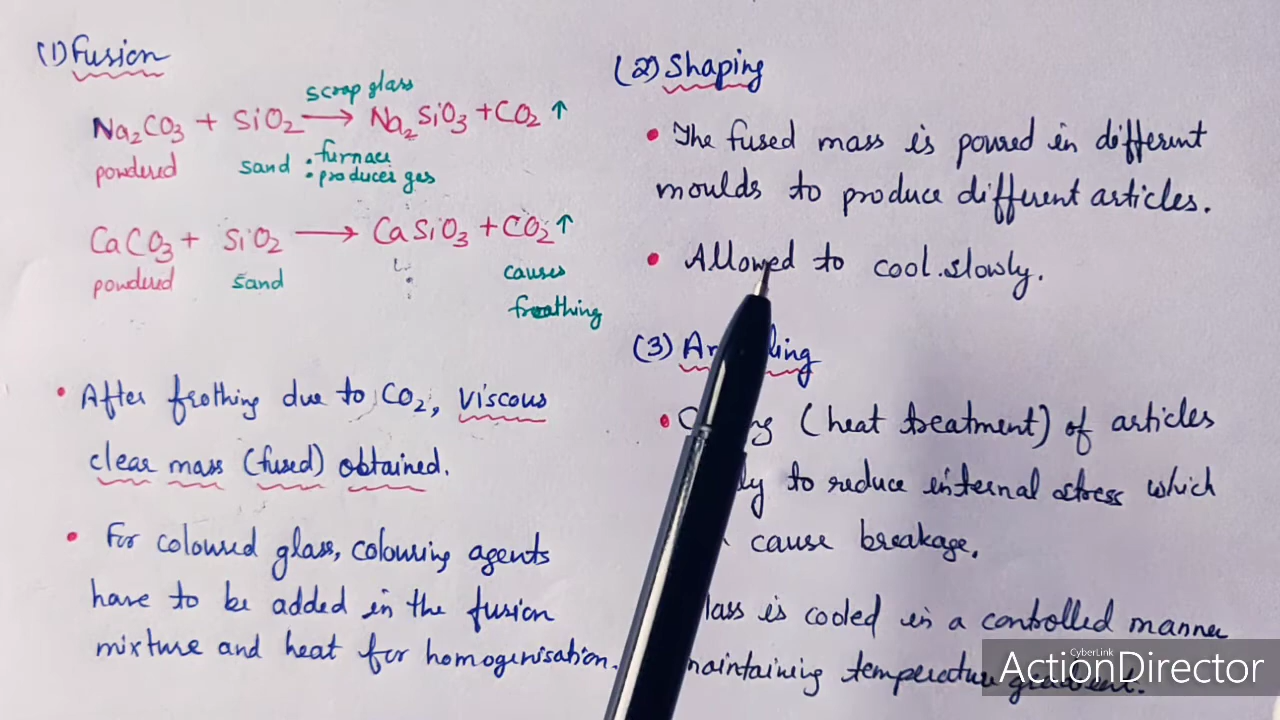 (1) Fusion
scrap glass
Na2CO3 + SiO2 → Na2SiO3 + CO2 ↑
powdered sand • furnace
• producer gas
CaCO3 + SiO2 → CaSiO3 + CO2 ↑
powdered sand causes
frothing
• After frothing due to CO2, viscous
clear mass (fused) obtained.
• For coloured glass, colouring agents
have to be added in the fusion
mixture and heat for homogenisation.
(2) Shaping
• The fused mass is poured in different
moulds to produce different articles.
• Allowed to cool slowly.
(3)
• (heat treatment) of articles
to reduce internal stress which
cause breakage.
is cooled in a controlled manner
maintaining temperature gradient.
CyberLink
ActionDirector